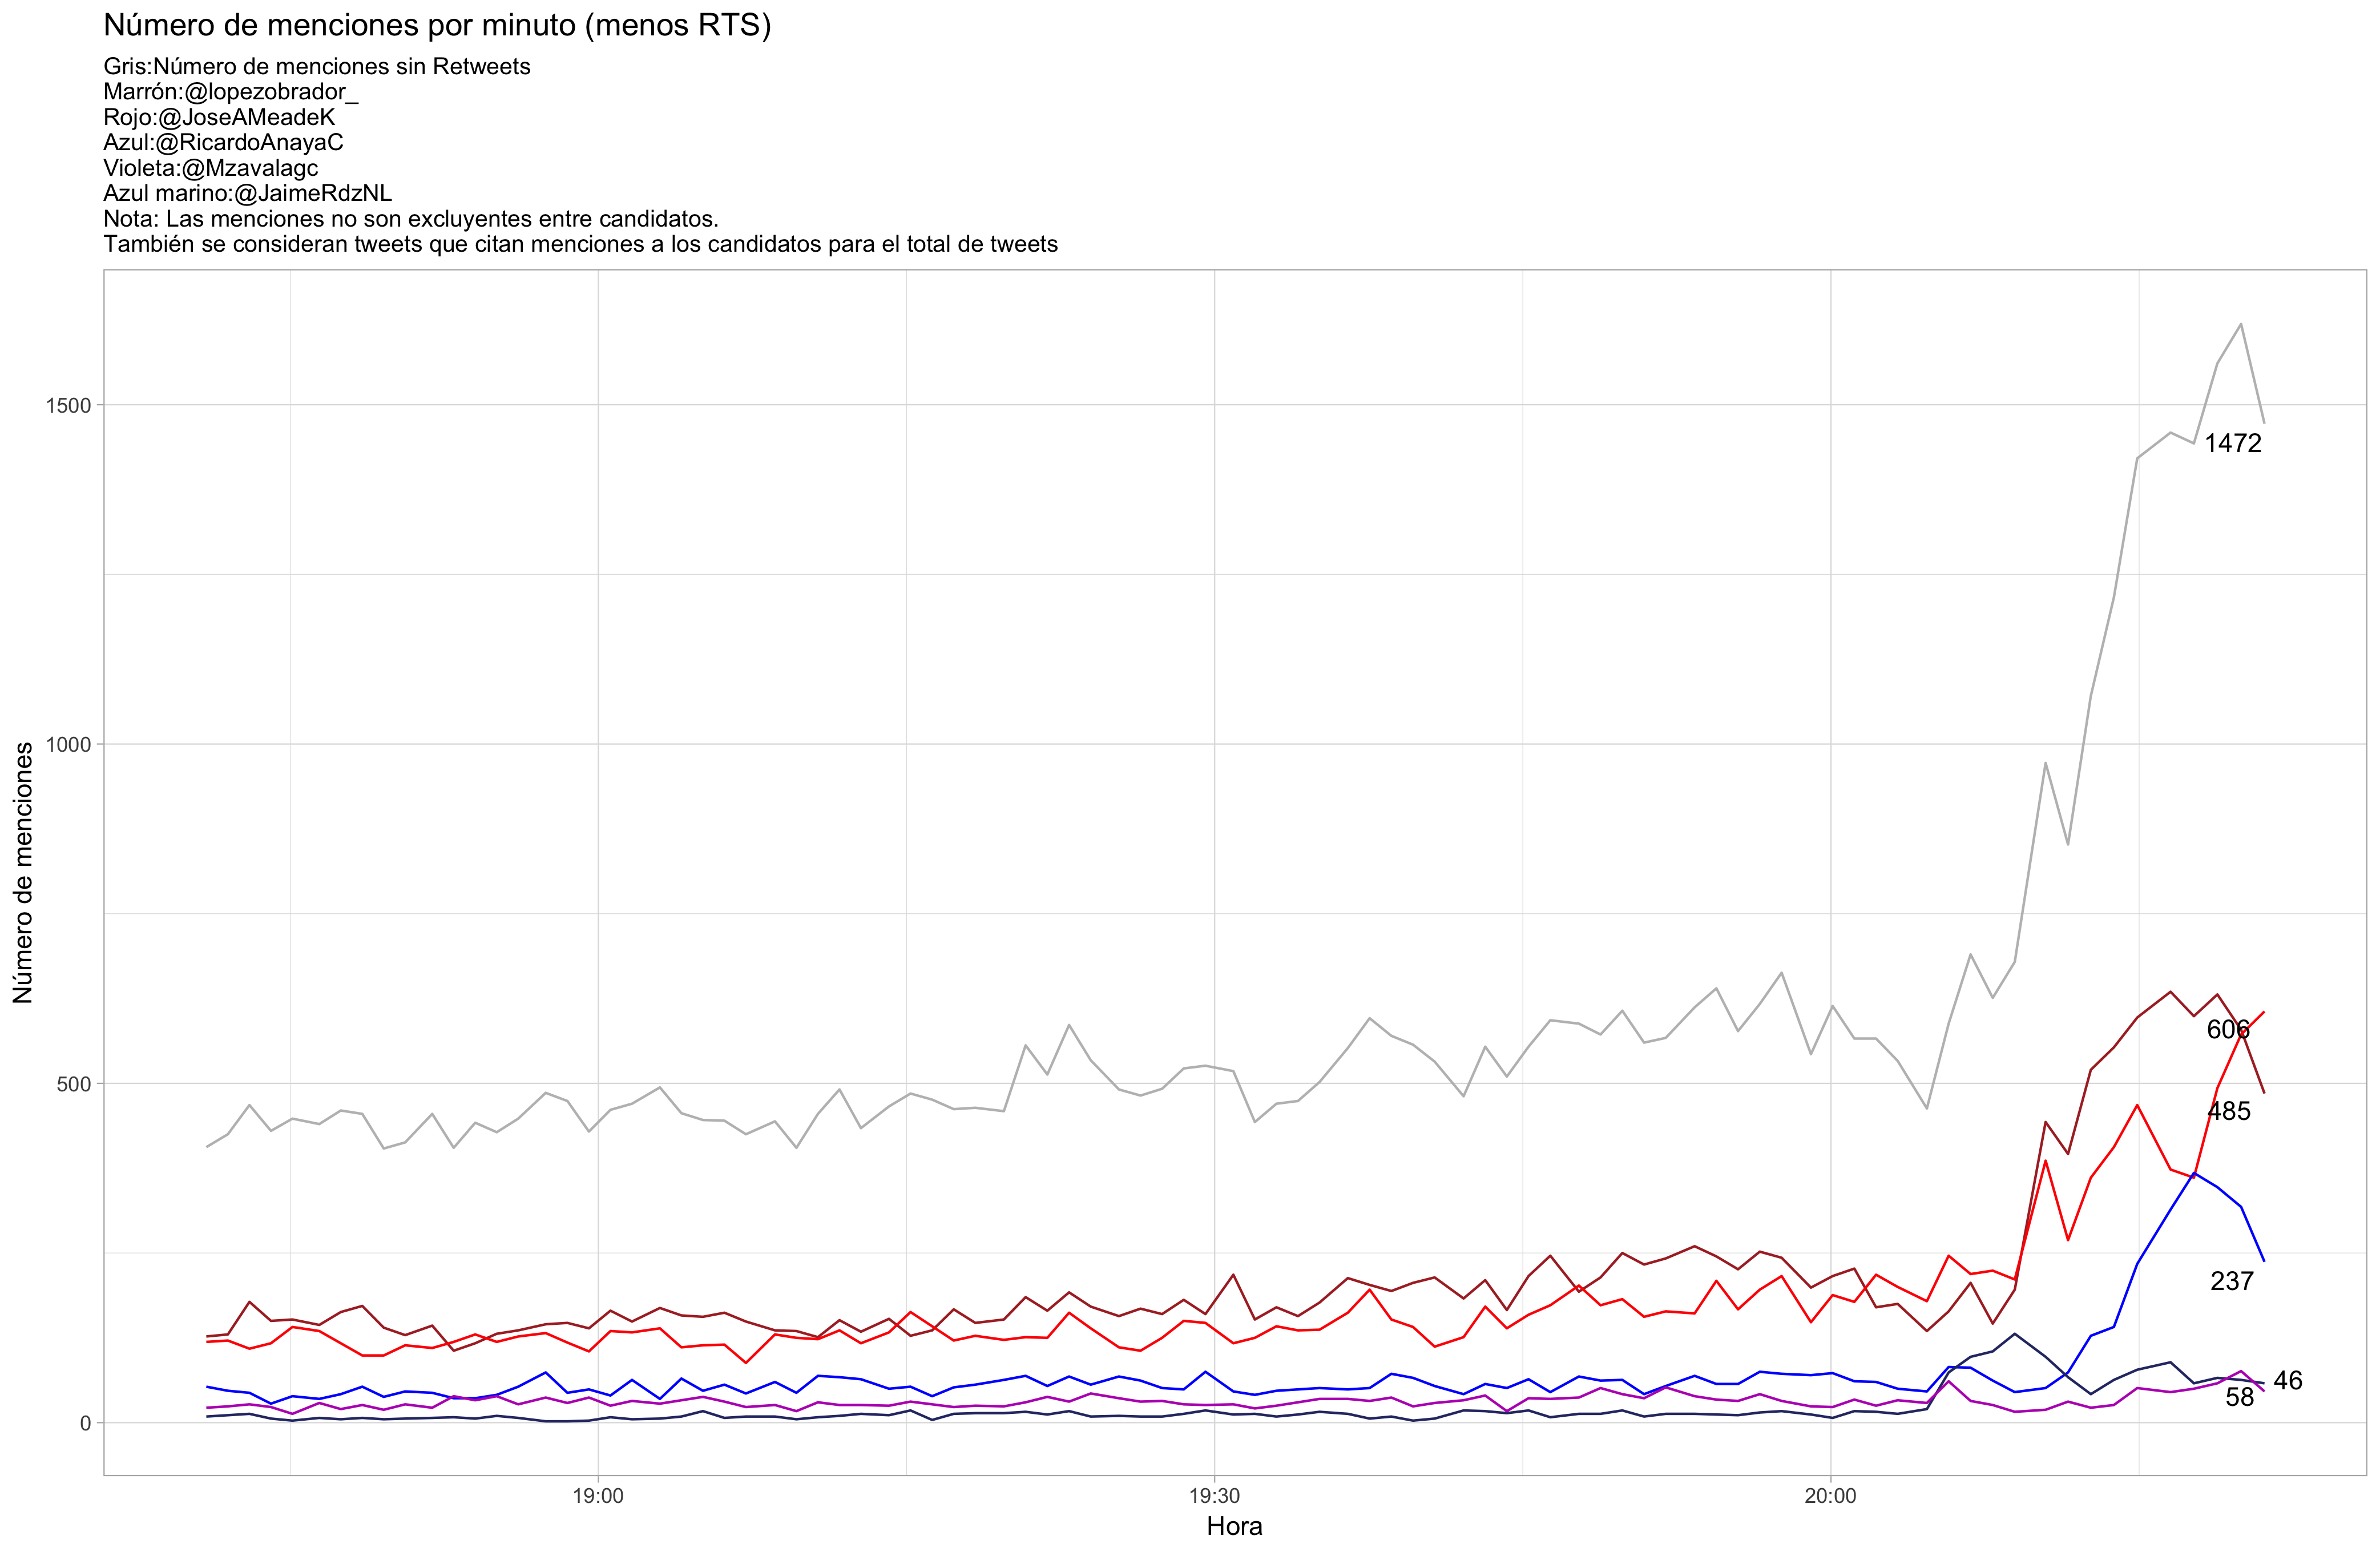 Número de menciones por minuto (menos RTS)
Gris:Número de menciones sin Retweets
Marrón:@lopezobrador_
Rojo:@JoseAMeadeK
Azul:@RicardoAnayaC
Violeta:@Mzavalagc
Azul marino:@JaimeRdzNL
Nota: Las menciones no son excluyentes entre candidatos.
También se consideran tweets que citan menciones a los candidatos para el total de tweets
1500
1472
1000
Número de menciones
606
500
485
237
46
58
0
19:00
19:30
20:00
Hora